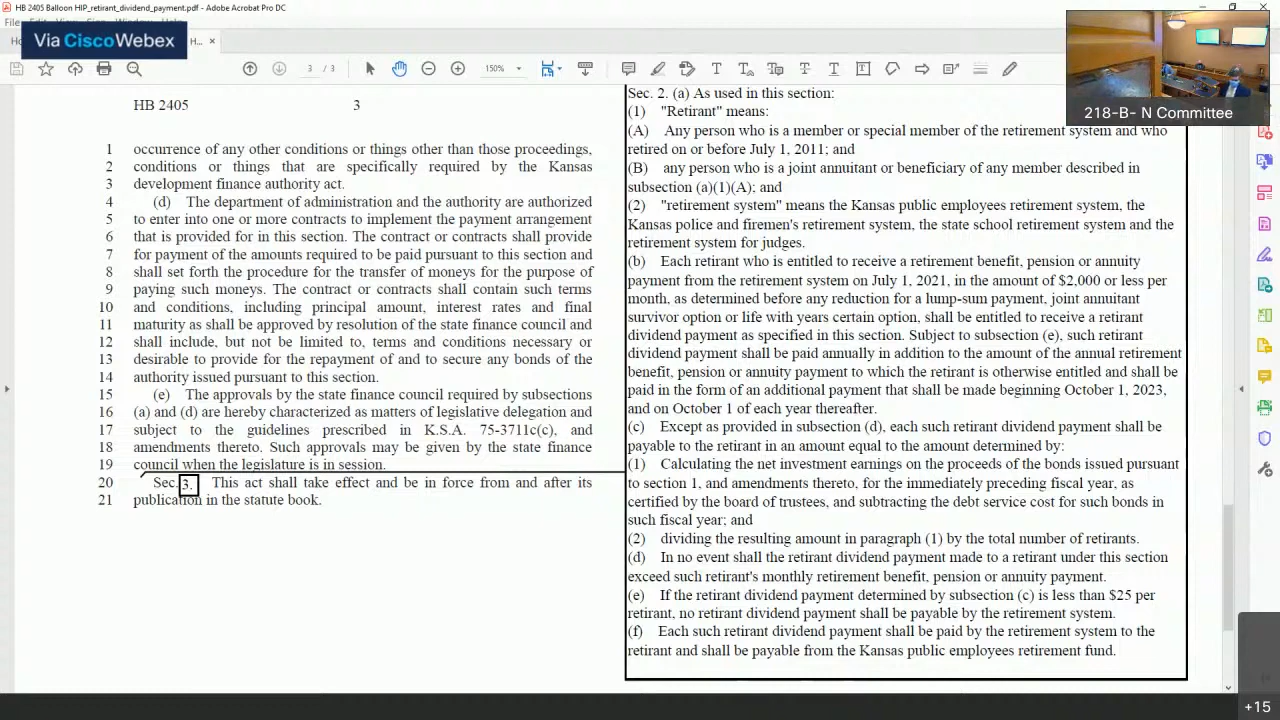 HB 2405 Balloon HIP_retirant_dividend_payment.pdf - Adobe Acrobat Pro DC
Via CiscoWebex
H...
3 / 3
150%
218-B- N Committee
HB 2405
3
1 occurrence of any other conditions or things other than those proceedings,
2 conditions or things that are specifically required by the Kansas
3 development finance authority act.
4 (d) The department of administration and the authority are authorized
5 to enter into one or more contracts to implement the payment arrangement
6 that is provided for in this section. The contract or contracts shall provide
7 for payment of the amounts required to be paid pursuant to this section and
8 shall set forth the procedure for the transfer of moneys for the purpose of
9 paying such moneys. The contract or contracts shall contain such terms
10 and conditions, including principal amount, interest rates and final
11 maturity as shall be approved by resolution of the state finance council and
12 shall include, but not be limited to, terms and conditions necessary or
13 desirable to provide for the repayment of and to secure any bonds of the
14 authority issued pursuant to this section.
15 (e) The approvals by the state finance council required by subsections
16 (a) and (d) are hereby characterized as matters of legislative delegation and
17 subject to the guidelines prescribed in K.S.A. 75-3711c(c), and
18 amendments thereto. Such approvals may be given by the state finance
19 council when the legislature is in session.
20 Sec. 3. This act shall take effect and be in force from and after its
21 publication in the statute book.
Sec. 2. (a) As used in this section:
(1) "Retirant" means:
(A) Any person who is a member or special member of the retirement system and who
retired on or before July 1, 2011; and
(B) any person who is a joint annuitant or beneficiary of any member described in
subsection (a)(1)(A); and
(2) "retirement system" means the Kansas public employees retirement system, the
Kansas police and firemen's retirement system, the state school retirement system and the
retirement system for judges.
(b) Each retirant who is entitled to receive a retirement benefit, pension or annuity
payment from the retirement system on July 1, 2021, in the amount of $2,000 or less per
month, as determined before any reduction for a lump-sum payment, joint annuitant
survivor option or life with years certain option, shall be entitled to receive a retirant
dividend payment as specified in this section. Subject to subsection (e), such retirant
dividend payment shall be paid annually in addition to the amount of the annual retirement
benefit, pension or annuity payment to which the retirant is otherwise entitled and shall be
paid in the form of an additional payment that shall be made beginning October 1, 2023,
and on October 1 of each year thereafter.
(c) Except as provided in subsection (d), each such retirant dividend payment shall be
payable to the retirant in an amount equal to the amount determined by:
(1) Calculating the net investment earnings on the proceeds of the bonds issued pursuant
to section 1, and amendments thereto, for the immediately preceding fiscal year, as
certified by the board of trustees, and subtracting the debt service cost for such bonds in
such fiscal year; and
(2) dividing the resulting amount in paragraph (1) by the total number of retirants.
(d) In no event shall the retirant dividend payment made to a retirant under this section
exceed such retirant's monthly retirement benefit, pension or annuity payment.
(e) If the retirant dividend payment determined by subsection (c) is less than $25 per
retirant, no retirant dividend payment shall be payable by the retirement system.
(f) Each such retirant dividend payment shall be paid by the retirement system to the
retirant and shall be payable from the Kansas public employees retirement fund.
+15